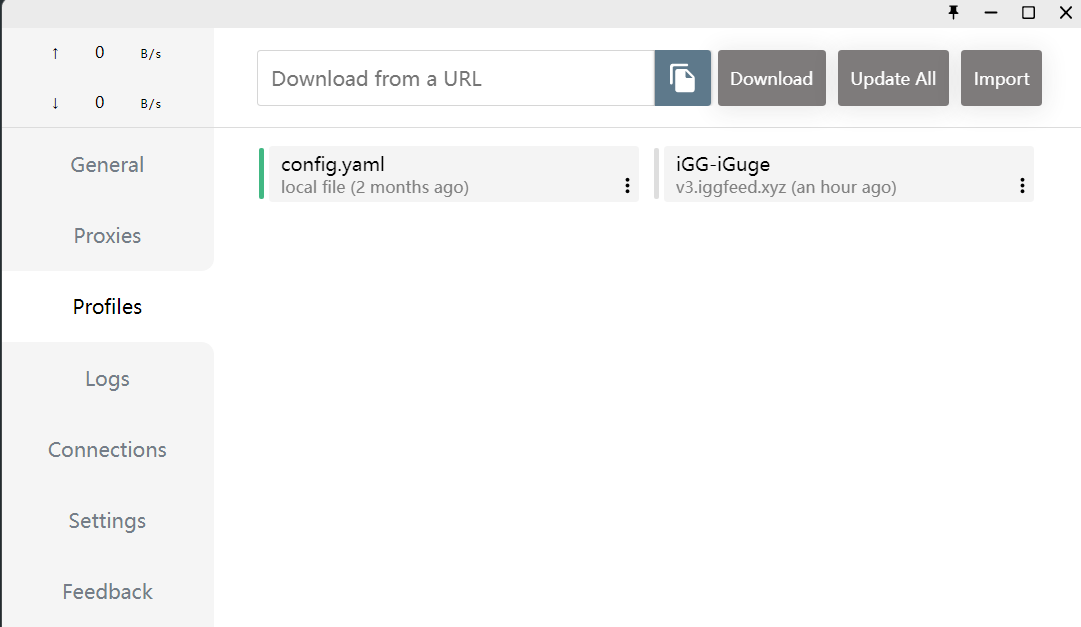 ↑ 0 B/s
↓ 0 B/s
General
Proxies
Profiles
Logs
Connections
Settings
Feedback
Download from a URL
Download
Update All
Import
config.yaml
local file (2 months ago)
iGG-iGuge
v3.iggfeed.xyz (an hour ago)